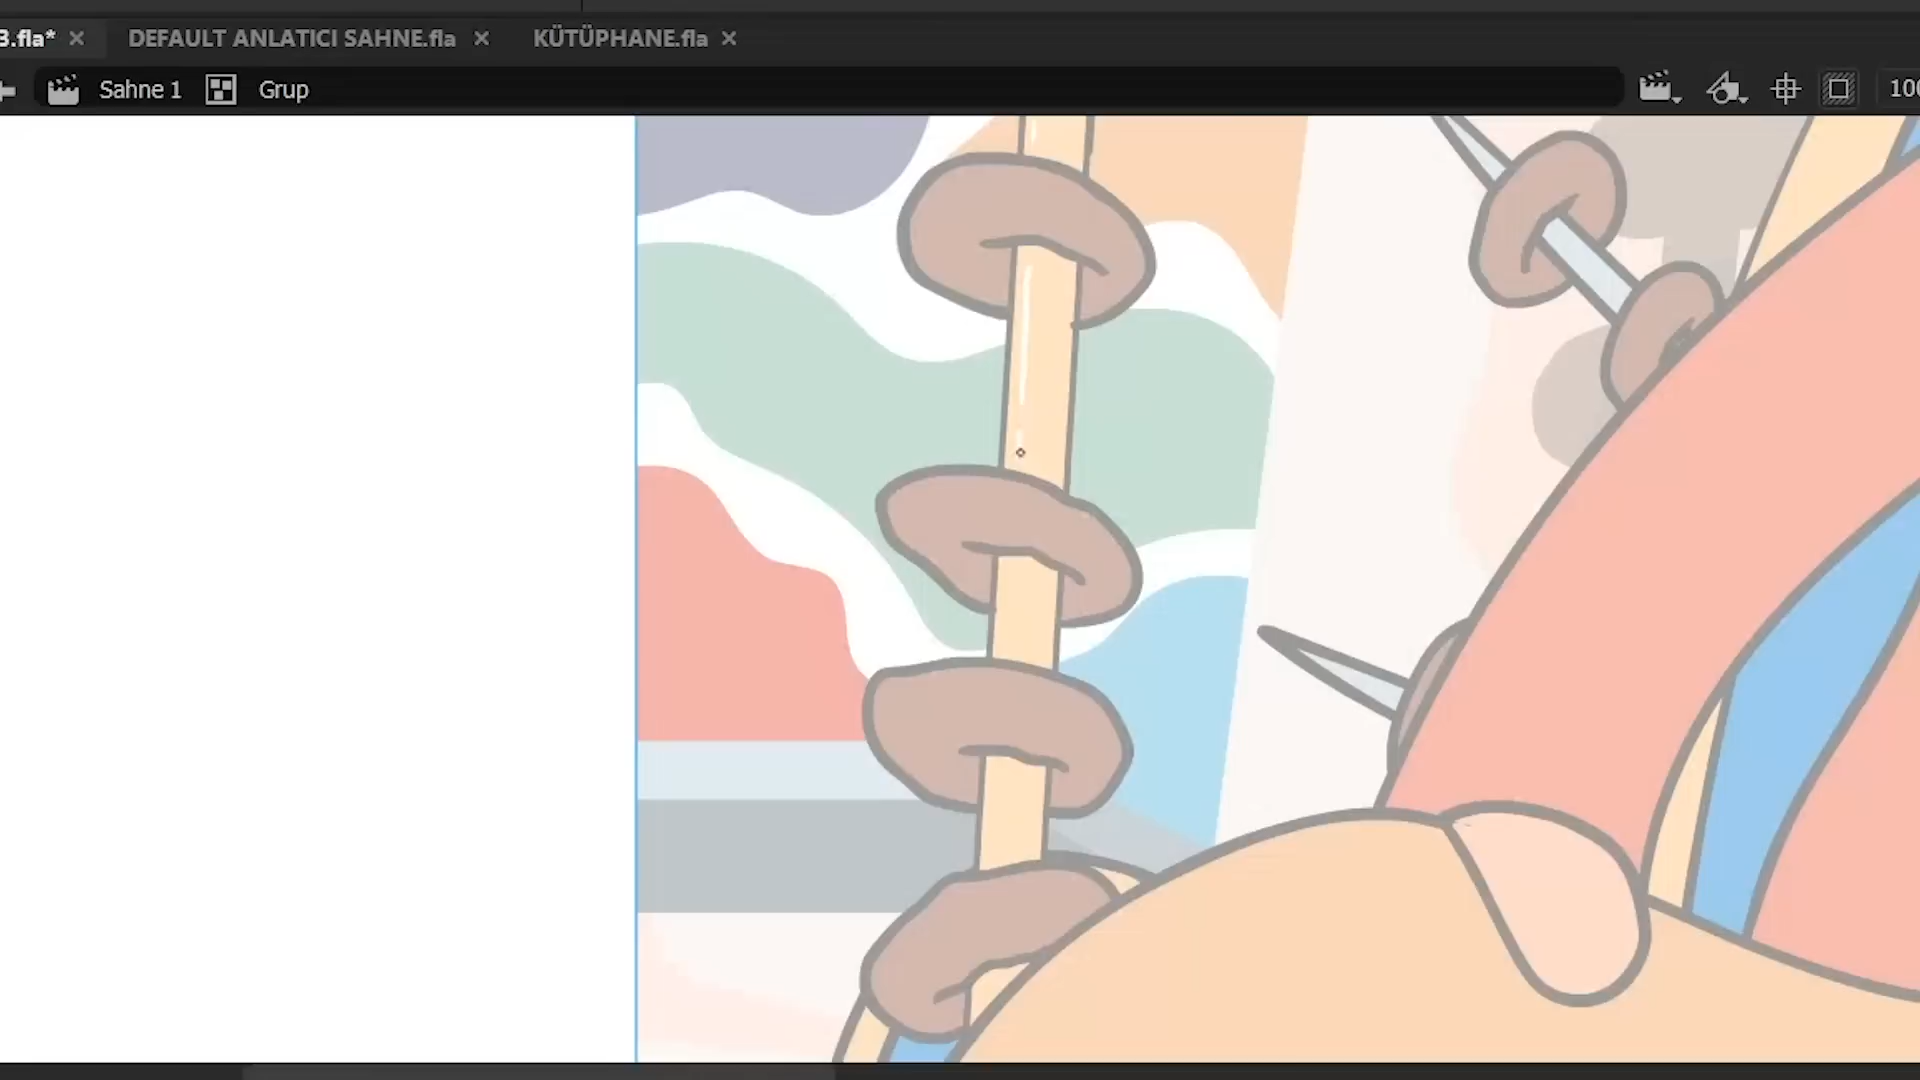 3.fla* × DEFAULT ANLATICI SAHNE.fla × KÜTÜPHANE.fla ×
Sahne 1 Grup 100